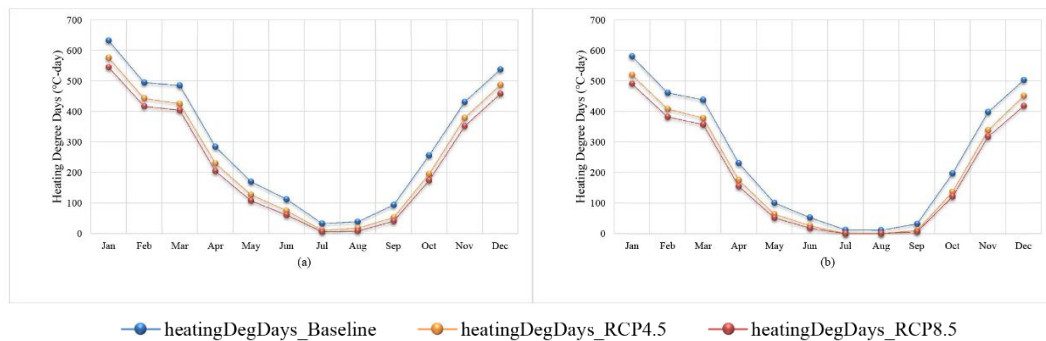 Heating Degree Days (°C-day)
700
600
500
400
300
200
100
0
Jan Feb Mar Apr May Jun Jul Aug Sep Oct Nov Dec
(a)
Heating Degree Days (°C-day)
700
600
500
400
300
200
100
0
Jan Feb Mar Apr May Jun Jul Aug Sep Oct Nov Dec
(b)
heatingDegDays_Baseline heatingDegDays_RCP4.5 heatingDegDays_RCP8.5